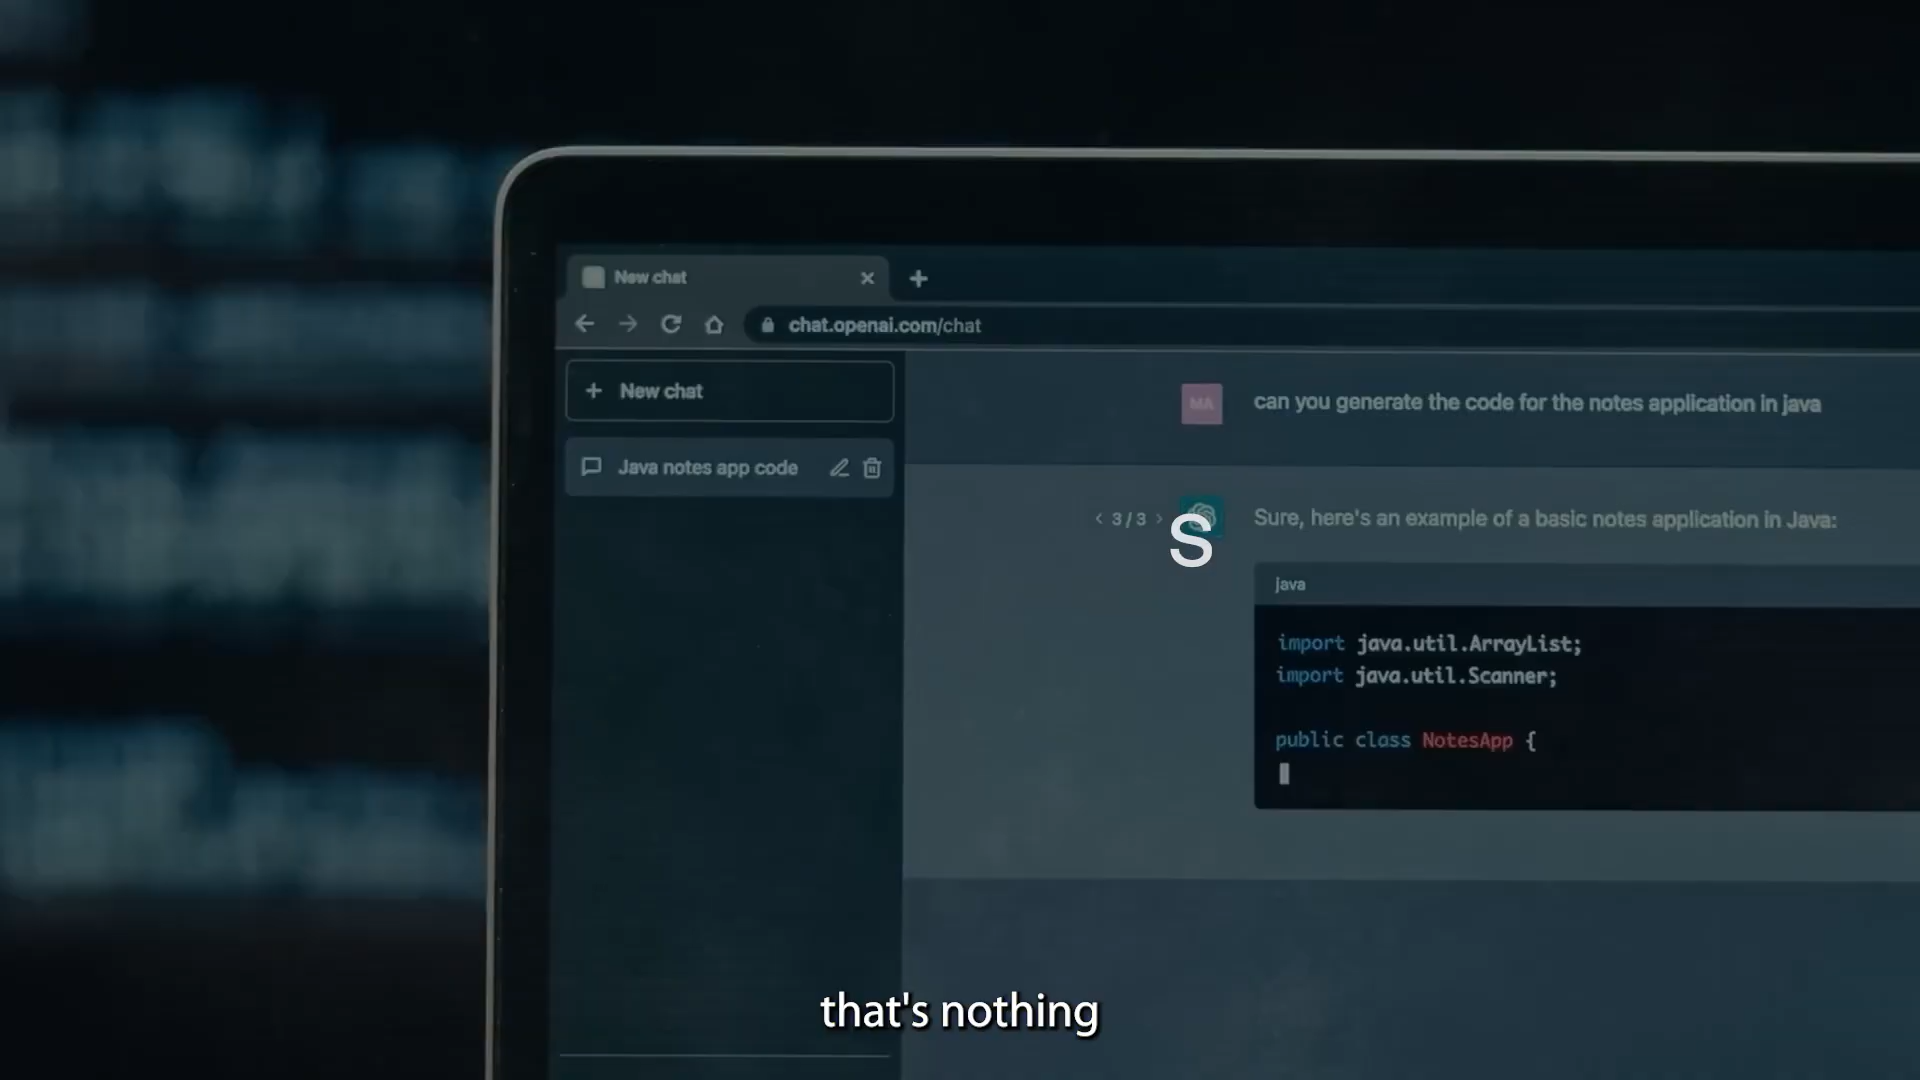 New chat
chat.openai.com/chat
New chat
Java notes app code
MA
can you generate the code for the notes application in java
< 3 / 3 >
Sure, here's an example of a basic notes application in Java:
S
java
import java.util.ArrayList;
import java.util.Scanner;
public class NotesApp {
that's nothing